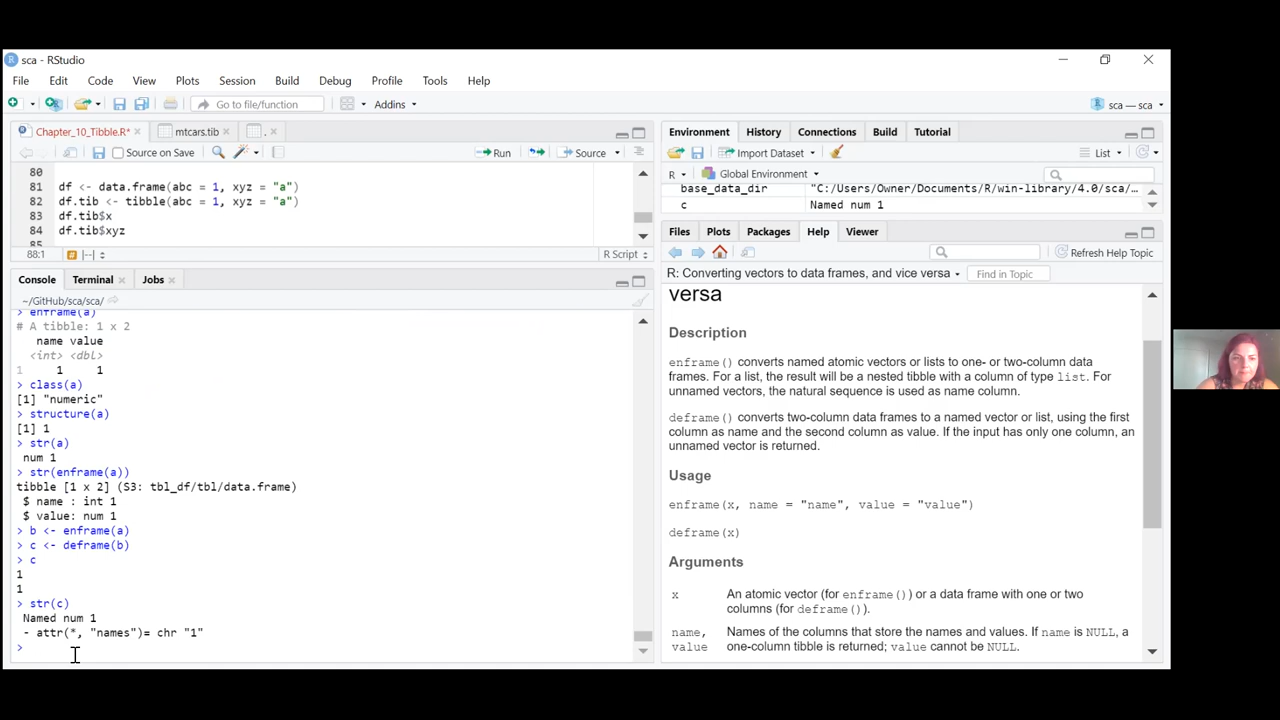 sca - RStudio
File Edit Code View Plots Session Build Debug Profile Tools Help
Go to file/function Addins sca — sca
Chapter_10_Tibble.R* mtcars.tib .
Source on Save Run Source
80
81 df <- data.frame(abc = 1, xyz = "a")
82 df.tib <- tibble(abc = 1, xyz = "a")
83 df.tib$x
84 df.tib$xyz
85
88:1 R Script
Console Terminal Jobs
~/GitHub/sca/sca/
> enframe(a)
# A tibble: 1 x 2
name value
<int> <dbl>
1 1 1
> class(a)
[1] "numeric"
> structure(a)
[1] 1
> str(a)
num 1
> str(enframe(a))
tibble [1 x 2] (S3: tbl_df/tbl/data.frame)
$ name : int 1
$ value: num 1
> b <- enframe(a)
> c <- deframe(b)
> c
1
1
> str(c)
Named num 1
- attr(*, "names")= chr "1"
>
Environment History Connections Build Tutorial
Import Dataset List
R Global Environment
base_data_dir "C:/Users/Owner/Documents/R/win-library/4.0/sca/…
c Named num 1
Files Plots Packages Help Viewer
Refresh Help Topic
R: Converting vectors to data frames, and vice versa Find in Topic
versa
Description
enframe() converts named atomic vectors or lists to one- or two-column data
frames. For a list, the result will be a nested tibble with a column of type list. For
unnamed vectors, the natural sequence is used as name column.
deframe() converts two-column data frames to a named vector or list, using the first
column as name and the second column as value. If the input has only one column, an
unnamed vector is returned.
Usage
enframe(x, name = "name", value = "value")
deframe(x)
Arguments
x An atomic vector (for enframe()) or a data frame with one or two
columns (for deframe()).
name, Names of the columns that store the names and values. If name is NULL, a
value one-column tibble is returned; value cannot be NULL.